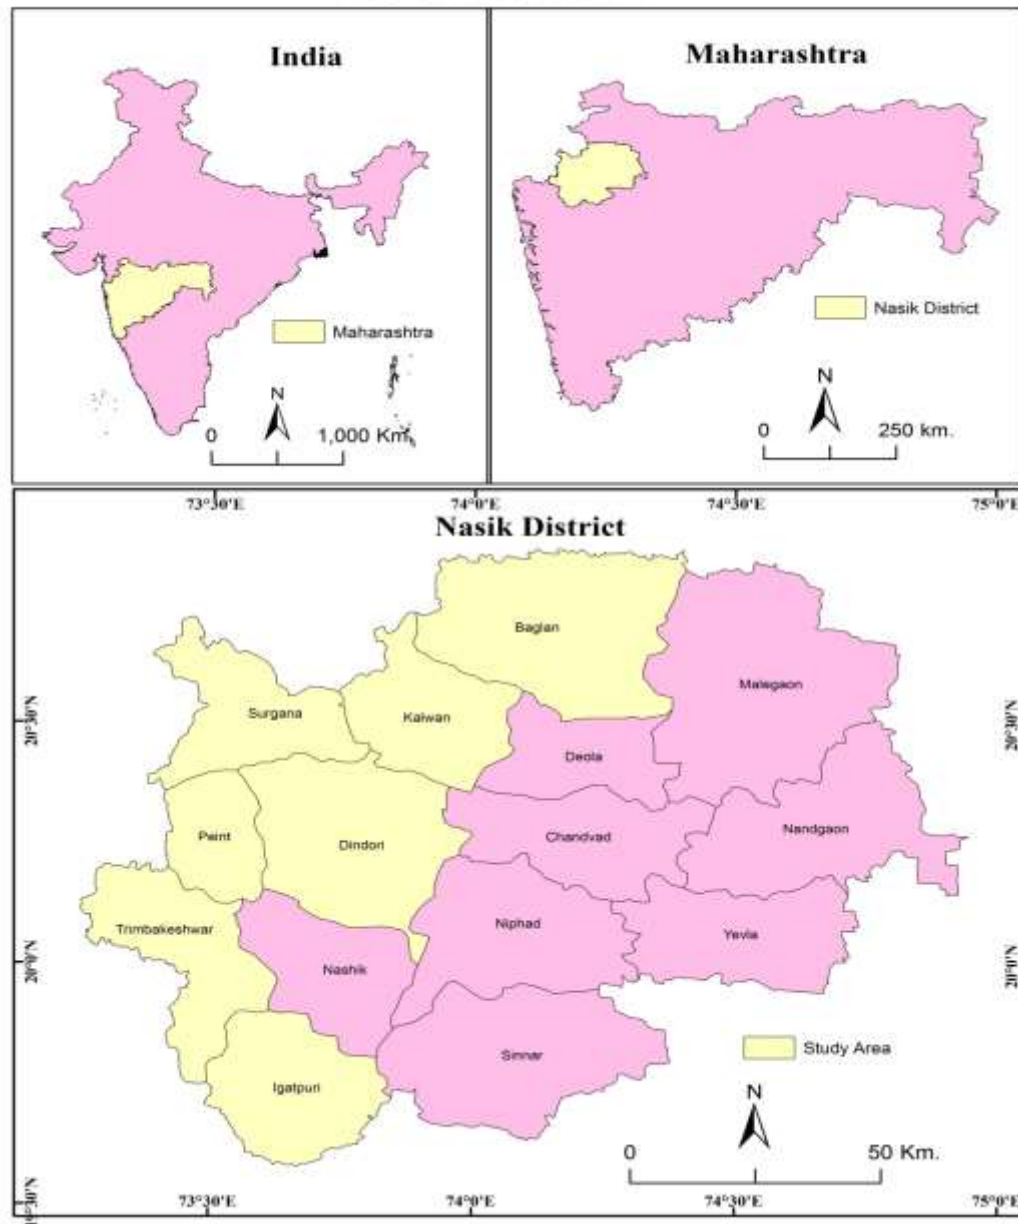 India
Maharashtra
N
0
1,000 Km.
Maharashtra
Nasik District
N
0
250 km.
73°30'E
74°0'E
74°30'E
75°0'E
Nasik District
Baglan
Malegaon
Surgana
Kalwan
20°30'N
20°30'N
Deola
Peint
Dindori
Chandvad
Nandgaon
Trimbakeshwar
Niphad
Yevla
Nashik
20°0'N
20°0'N
Sinnar
Study Area
Igatpuri
N
0
50 Km.
73°30'E
74°0'E
74°30'E
75°0'E